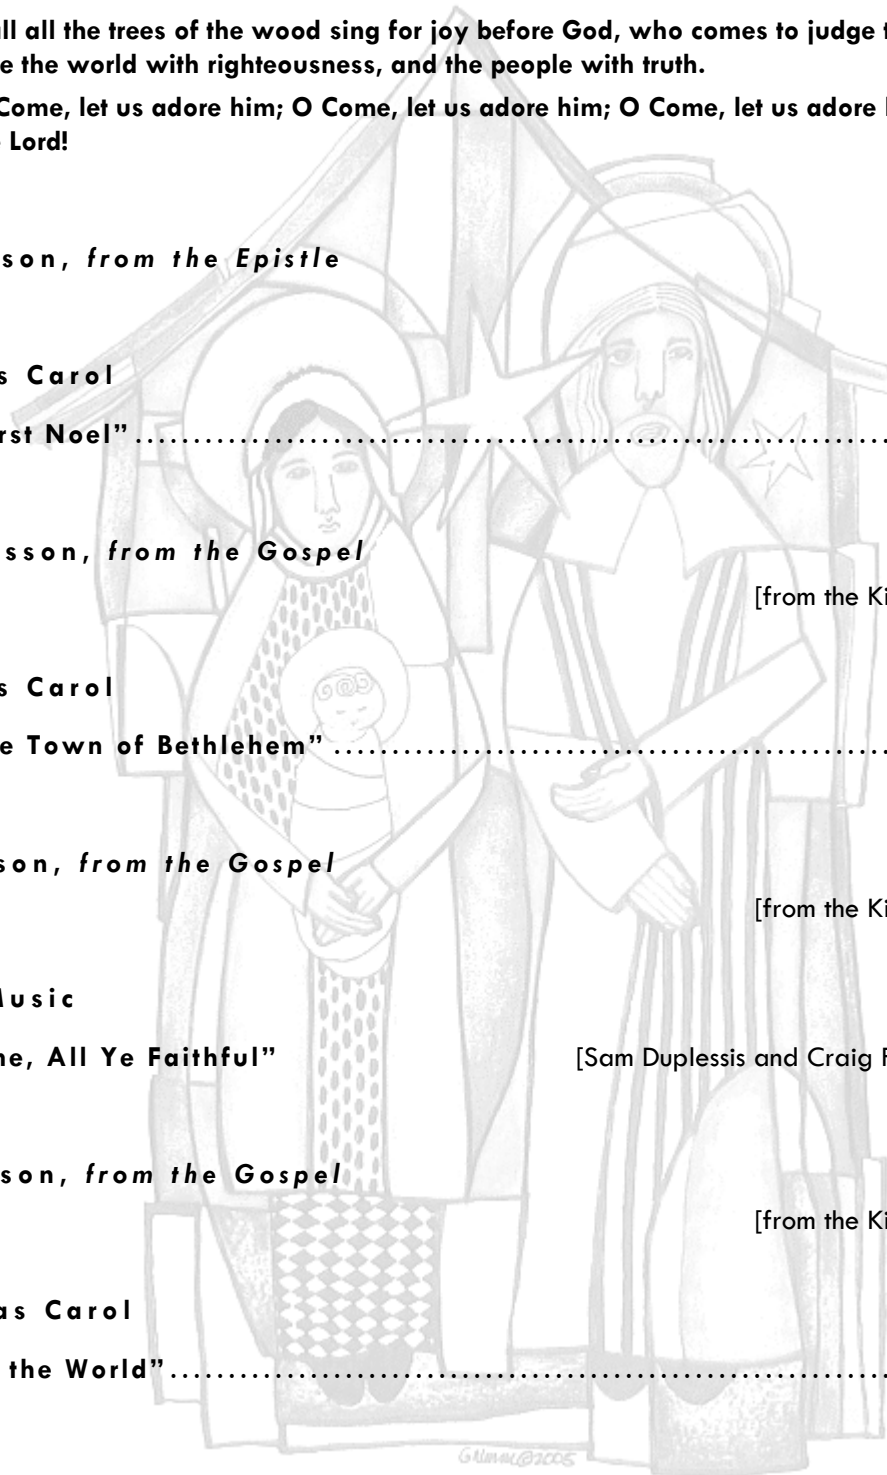 all the trees of the wood sing for joy before God, who comes to judge
the world with righteousness, and the people with truth.
Come, let us adore him; O Come, let us adore him; O Come, let us adore
Lord!
son, from the Epistle
s Carol
rst Noel”
sson, from the Gospel
[from the Ki
s Carol
e Town of Bethlehem”
son, from the Gospel
[from the Ki
usic
ne, All Ye Faithful”
[Sam Duplessis and Craig
son, from the Gospel
[from the Ki
as Carol
the World”
©2005